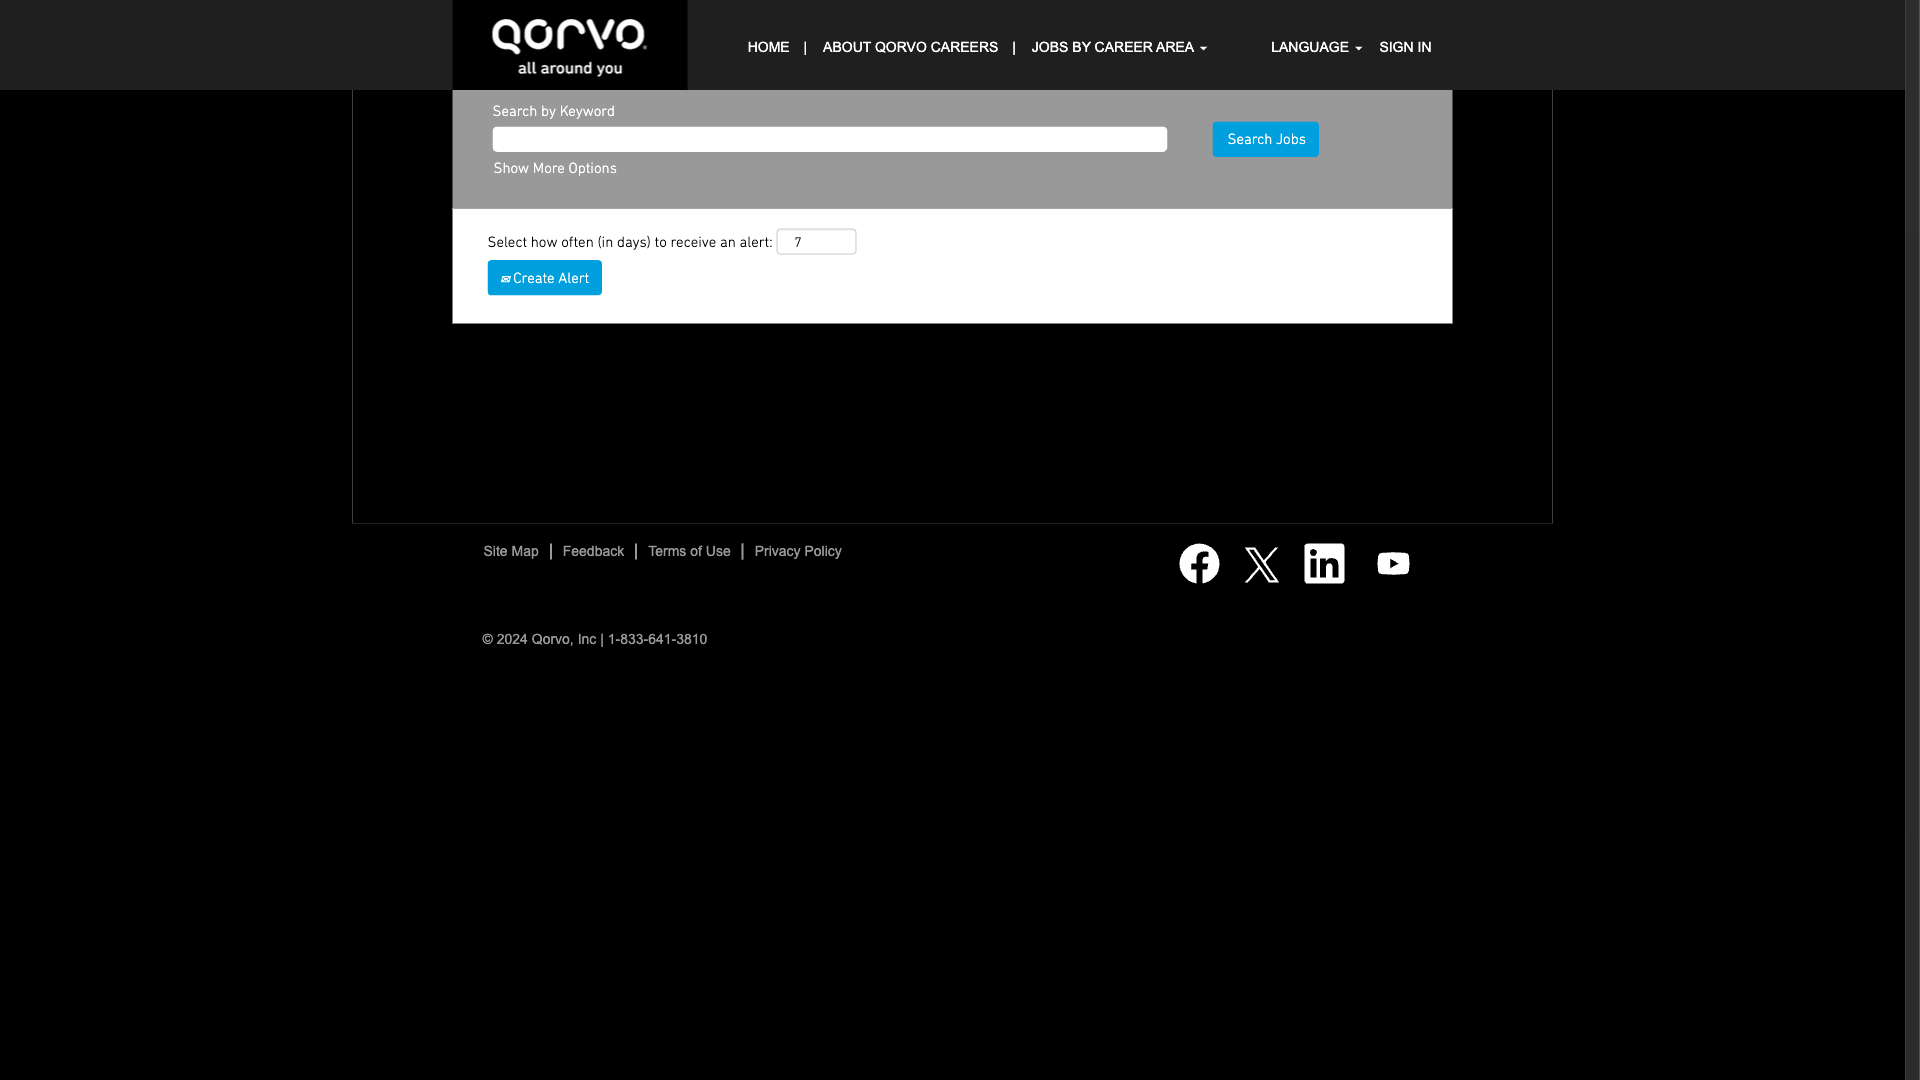 QORVO
all around you
HOME | ABOUT QORVO CAREERS | JOBS BY CAREER AREA LANGUAGE SIGN IN
Search by Keyword
Search Jobs
Show More Options
Select how often (in days) to receive an alert: 7
Create Alert
Site Map | Feedback | Terms of Use | Privacy Policy
© 2024 Qorvo, Inc | 1-833-641-3810